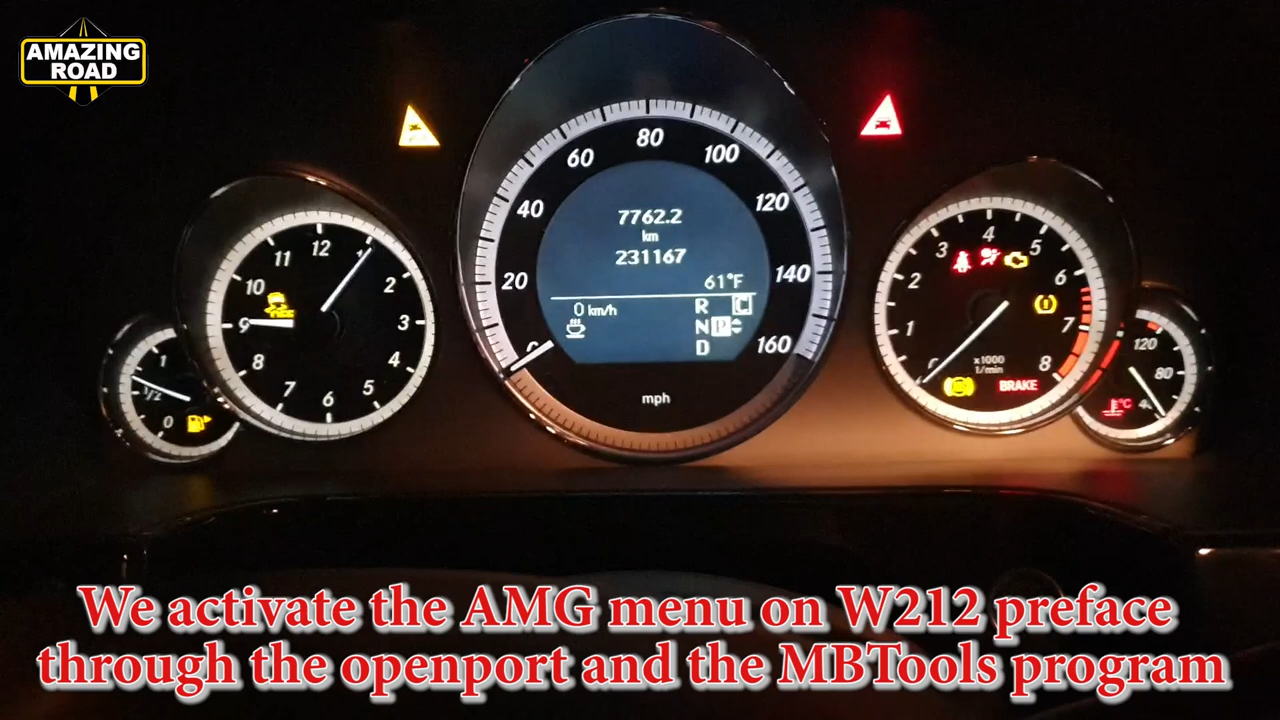 AMAZING
ROAD
7762.2
km
231167
61°F
0 km/h
R C
N P
D
0
20
40
60
80
100
120
140
160
mph
12
2
3
4
5
6
7
8
9
10
11
1
1/2
0
1
2
3
4
5
6
7
8
x1000
1/min
BRAKE
120
80
°C
We activate the AMG menu on W212 preface
through the openport and the MBTools program